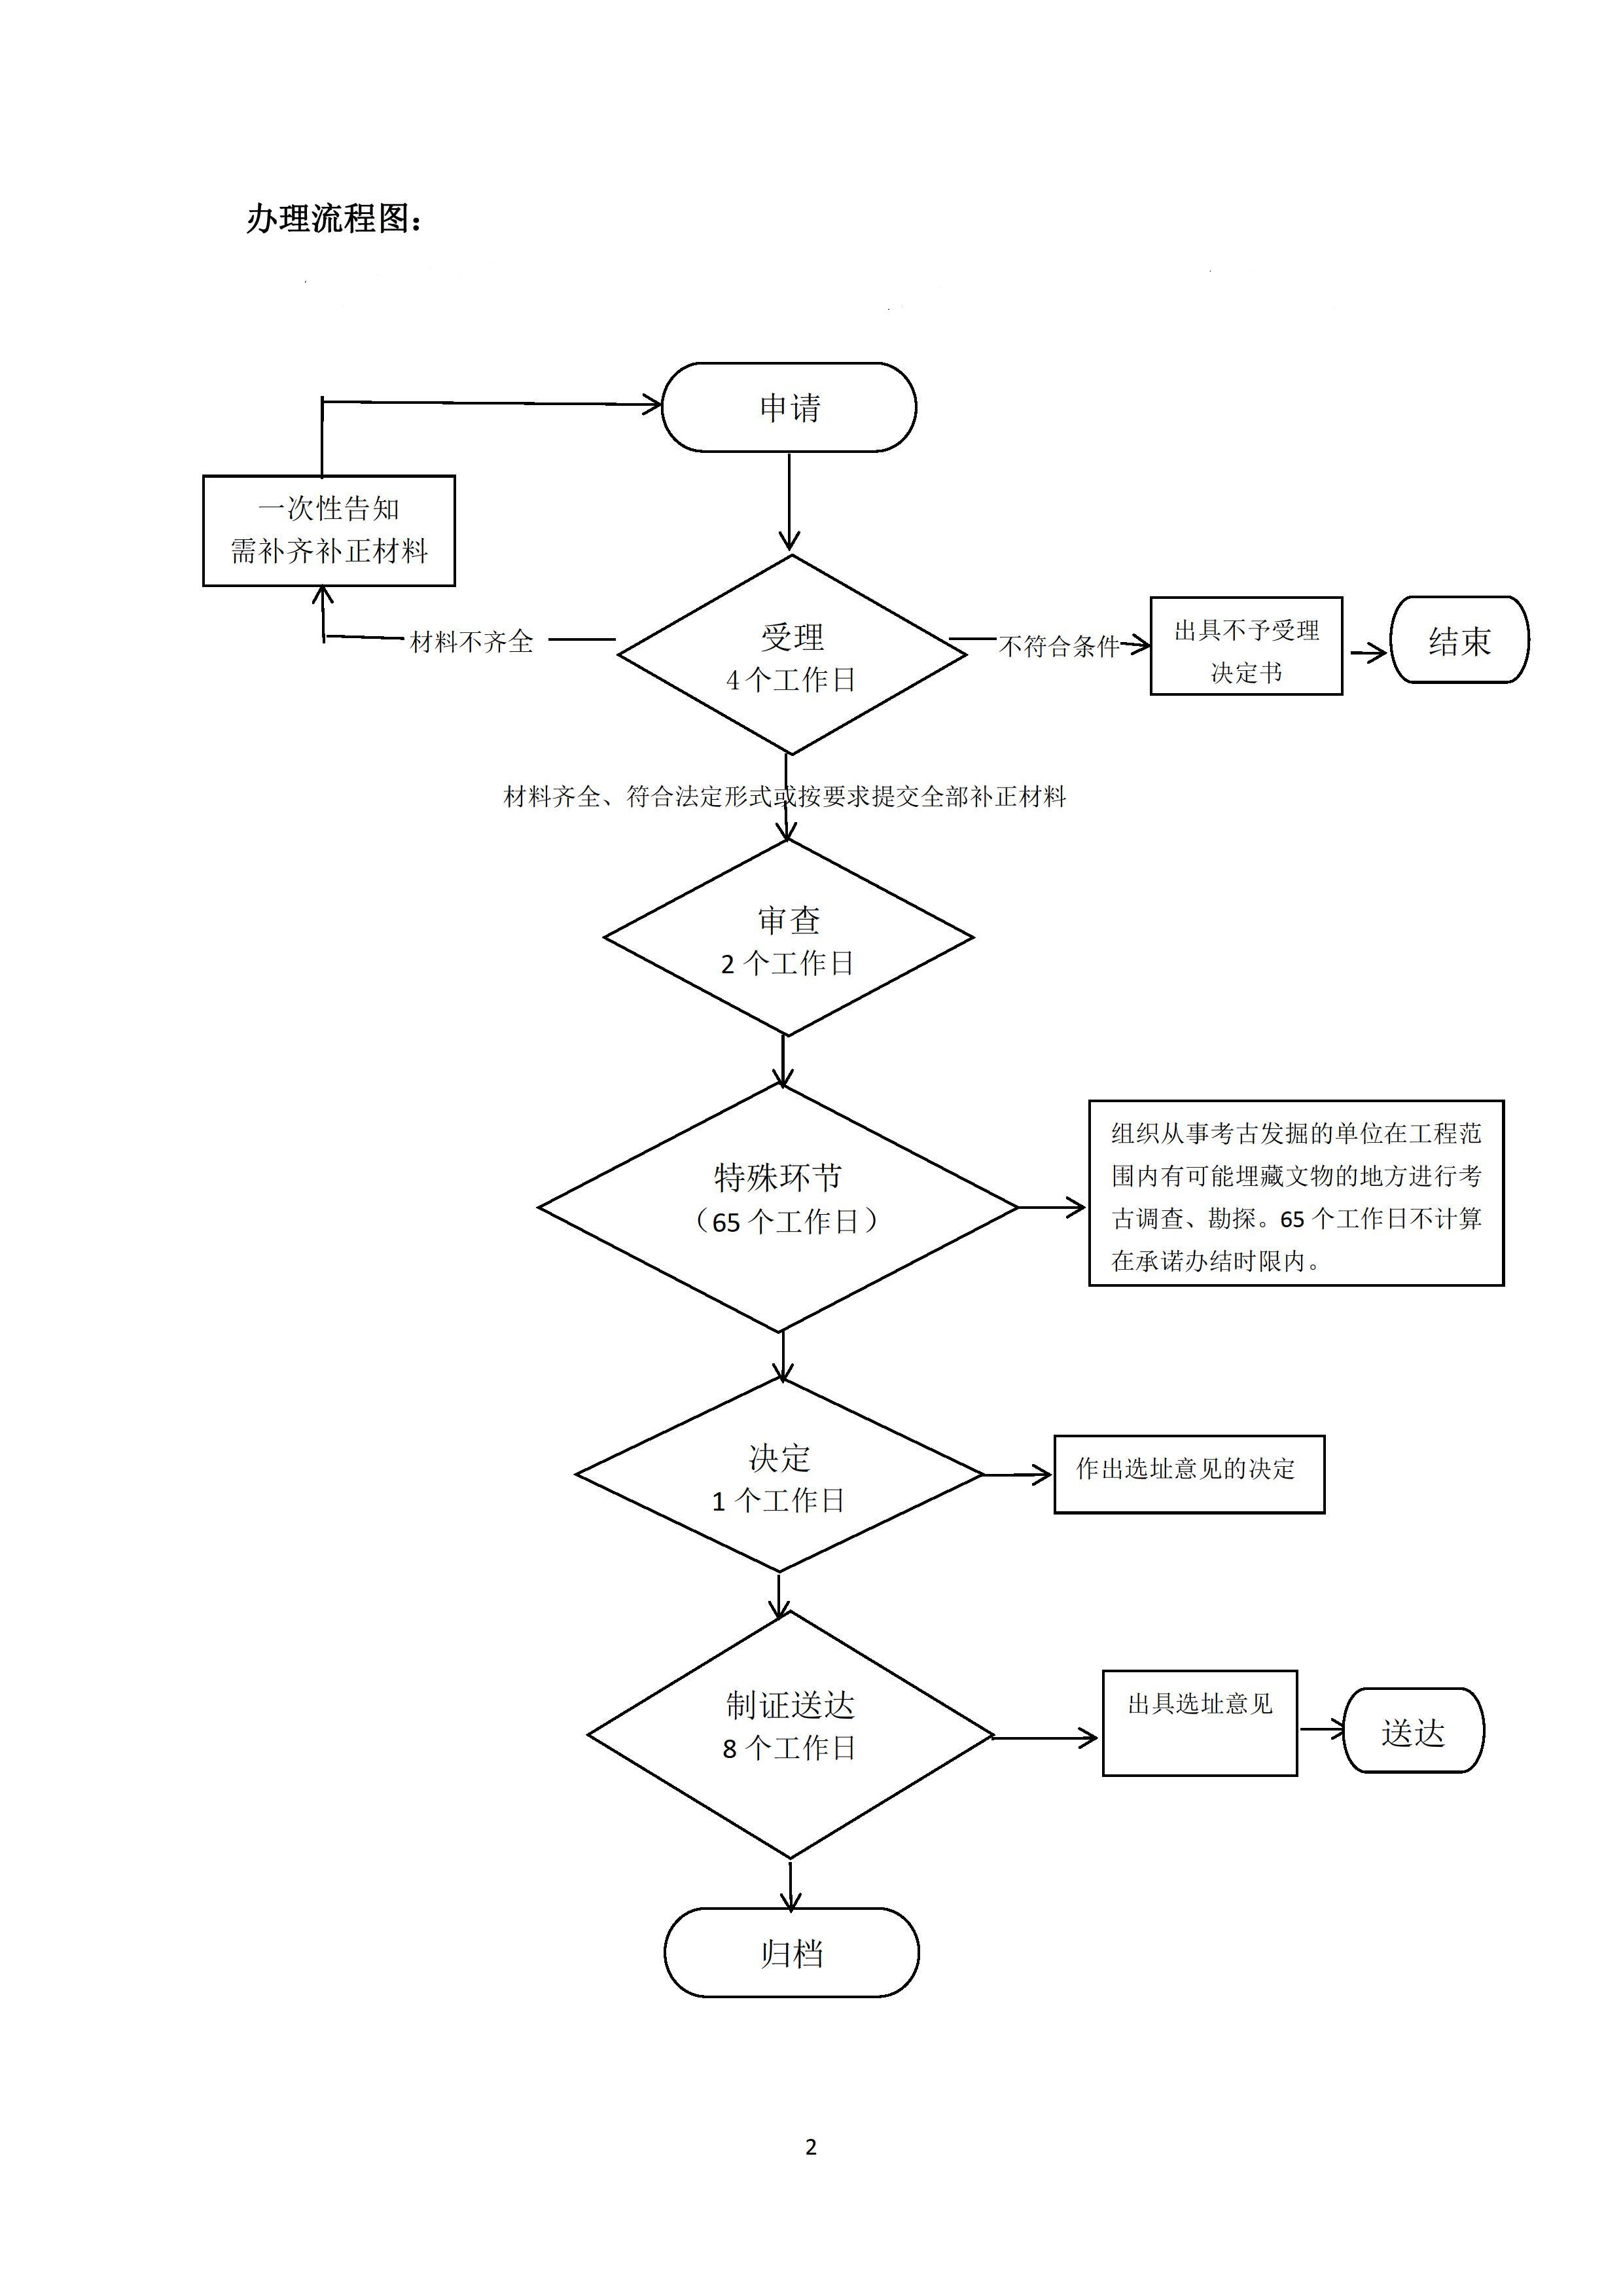 办理流程图：
申请
一次性告知
需补齐补正材料
材料不齐全
受理
4个工作日
不符合条件
出具不予受理
决定书
结束
材料齐全、符合法定形式或按要求提交全部补正材料
审查
2 个工作日
特殊环节
（65 个工作日）
组织从事考古发掘的单位在工程范
围内有可能埋藏文物的地方进行考
古调查、勘探。65 个工作日不计算
在承诺办结时限内。
决定
1 个工作日
作出选址意见的决定
制证送达
8 个工作日
出具选址意见
送达
归档
2